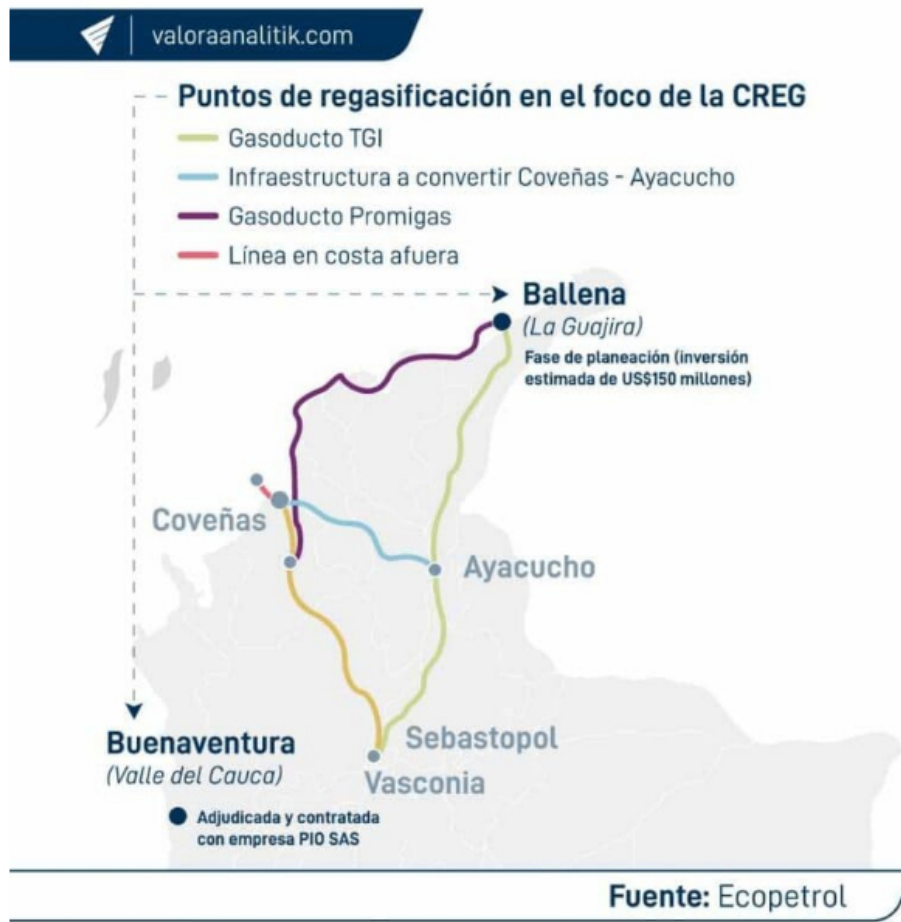 valoraanalitik.com
Puntos de regasificación en el foco de la CREG
Gasoducto TGI
Infraestructura a convertir Coveñas - Ayacucho
Gasoducto Promigas
Línea en costa afuera
Ballena
(La Guajira)
Fase de planeación (inversión
estimada de US$150 millones)
Coveñas
Ayacucho
Sebastopol
Vasconia
Buenaventura
(Valle del Cauca)
Adjudicada y contratada
con empresa PIO SAS
Fuente: Ecopetrol